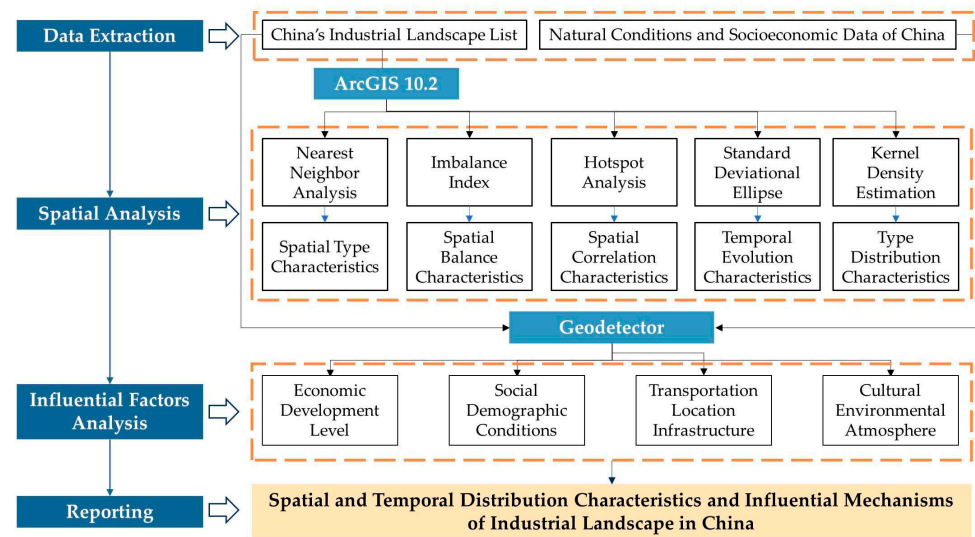 Data Extraction
China's Industrial Landscape List
Natural Conditions and Socioeconomic Data of China
ArcGIS 10.2
Spatial Analysis
Nearest
Neighbor
Analysis
Imbalance
Index
Hotspot
Analysis
Standard
Deviational
Ellipse
Kernel
Density
Estimation
Spatial Type
Characteristics
Spatial
Balance
Characteristics
Spatial
Correlation
Characteristics
Temporal
Evolution
Characteristics
Type
Distribution
Characteristics
Geodetector
Influential Factors
Analysis
Economic
Development
Level
Social
Demographic
Conditions
Transportation
Location
Infrastructure
Cultural
Environmental
Atmosphere
Reporting
Spatial and Temporal Distribution Characteristics and Influential Mechanisms
of Industrial Landscape in China